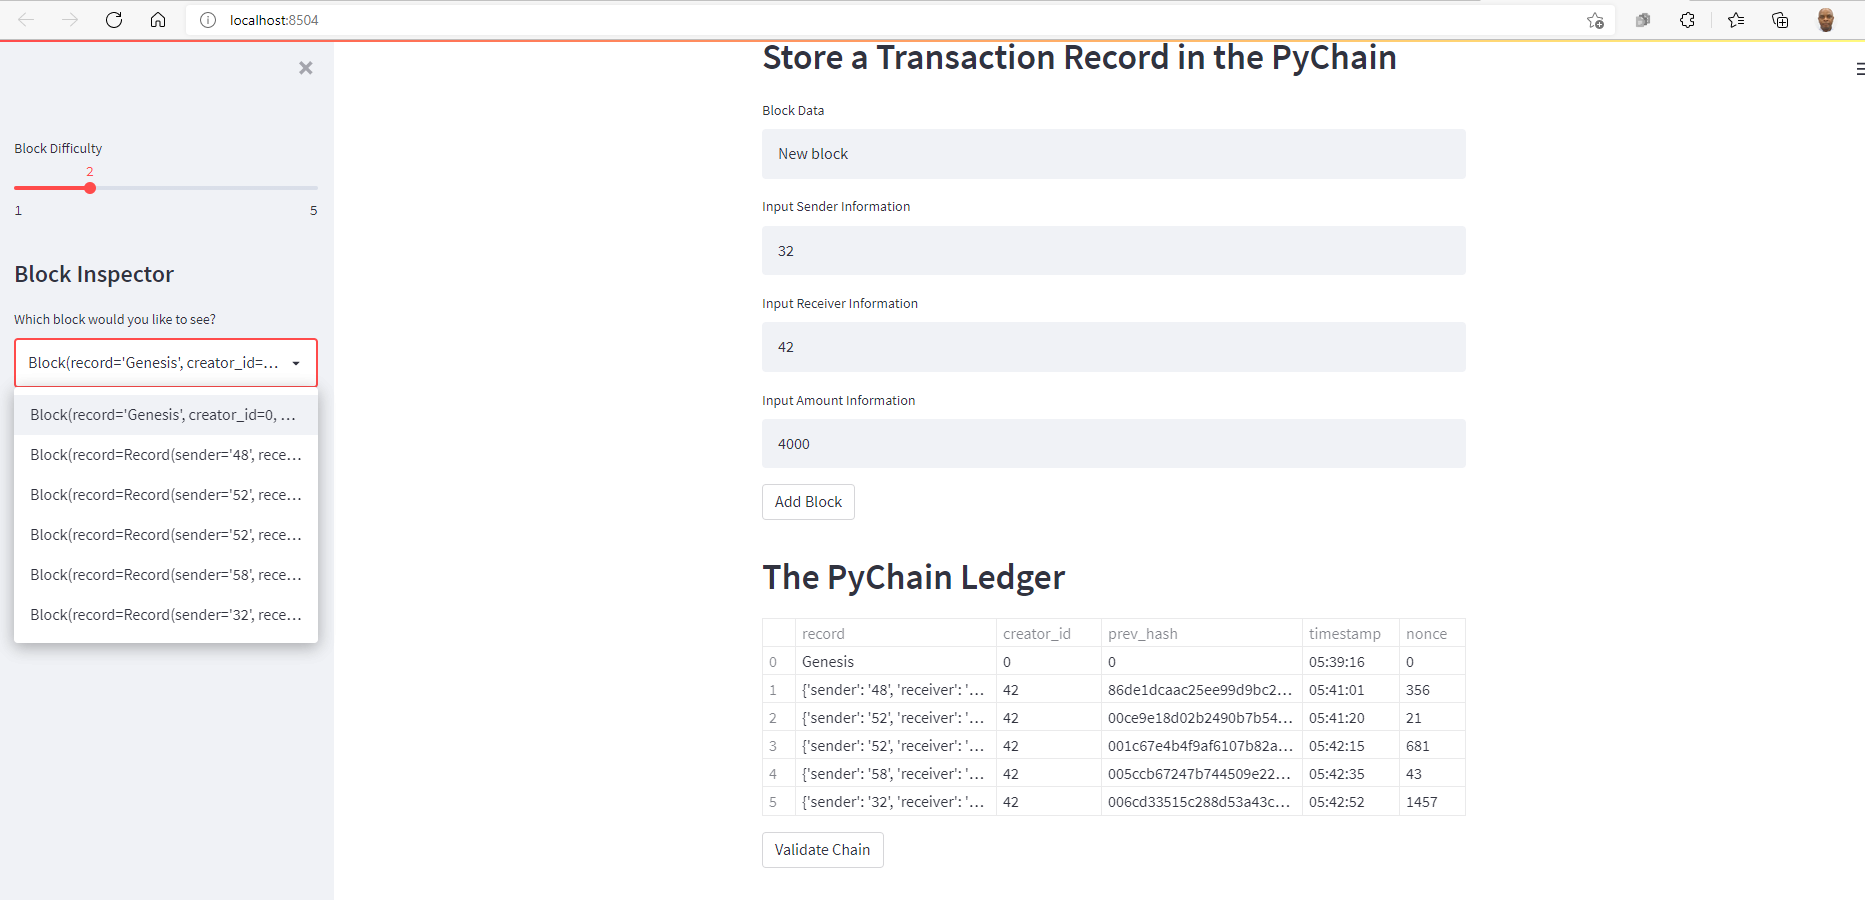 localhost:8504
Block Difficulty
2
1 5
Block Inspector
Which block would you like to see?
Block(record='Genesis', creator_id=...
Block(record='Genesis', creator_id=0, ...
Block(record=Record(sender='48', rece...
Block(record=Record(sender='52', rece...
Block(record=Record(sender='52', rece...
Block(record=Record(sender='58', rece...
Block(record=Record(sender='32', rece...
Store a Transaction Record in the PyChain
Block Data
New block
Input Sender Information
32
Input Receiver Information
42
Input Amount Information
4000
Add Block
The PyChain Ledger
record creator_id prev_hash timestamp nonce
0 Genesis 0 0 05:39:16 0
1 {'sender': '48', 'receiver': '... 42 86de1dcaac25ee99d9bc2... 05:41:01 356
2 {'sender': '52', 'receiver': '... 42 00ce9e18d02b2490b7b54... 05:41:20 21
3 {'sender': '52', 'receiver': '... 42 001c67e4b4f9af6107b82a... 05:42:15 681
4 {'sender': '58', 'receiver': '... 42 005ccb67247b744509e22... 05:42:35 43
5 {'sender': '32', 'receiver': '... 42 006cd33515c288d53a43c... 05:42:52 1457
Validate Chain